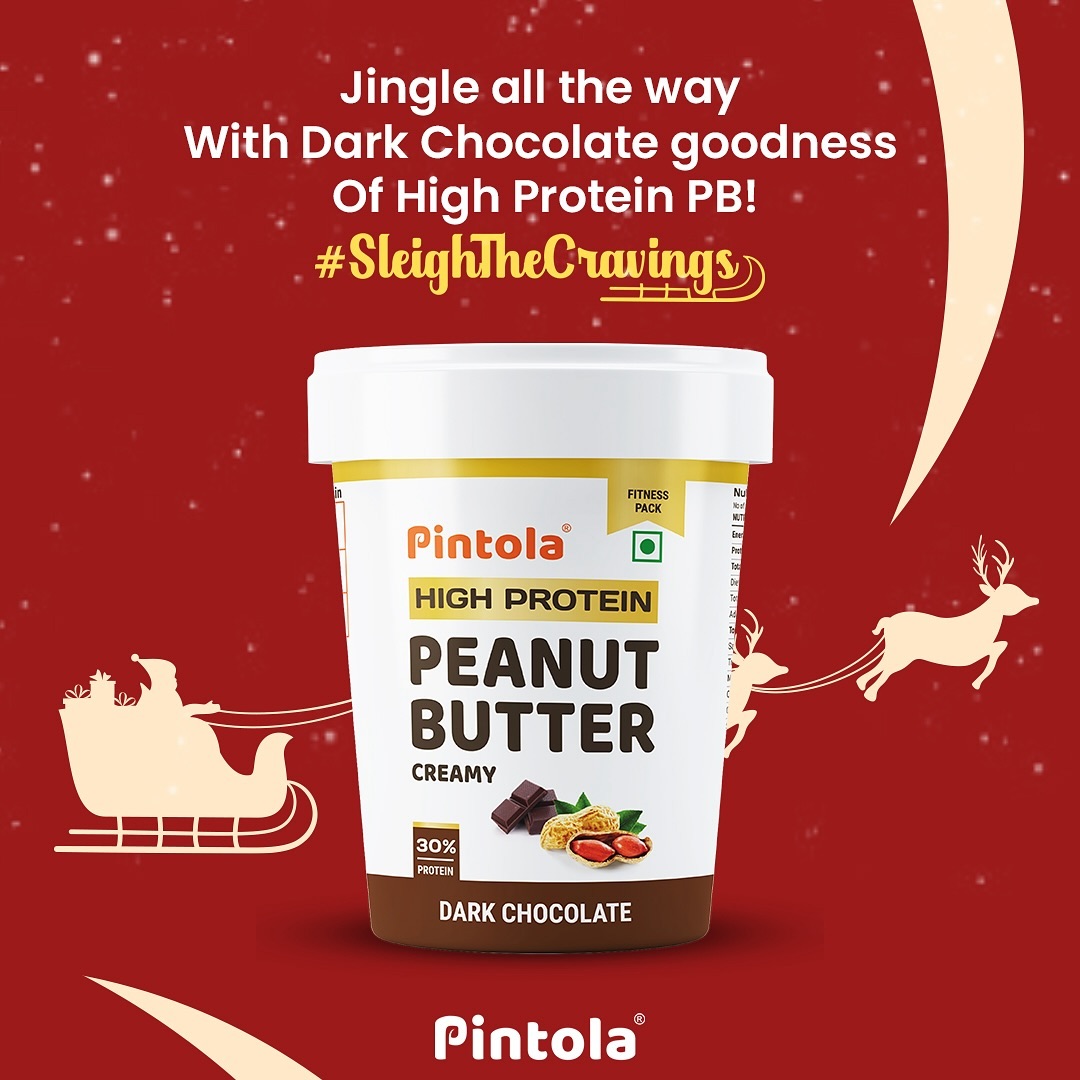 Jingle all the way
With Dark Chocolate goodness
Of High Protein PB!
#SleighTheCravings
FITNESS
PACK
Pintola®
HIGH PROTEIN
PEANUT
BUTTER
CREAMY
30%
PROTEIN
DARK CHOCOLATE
Pintola®